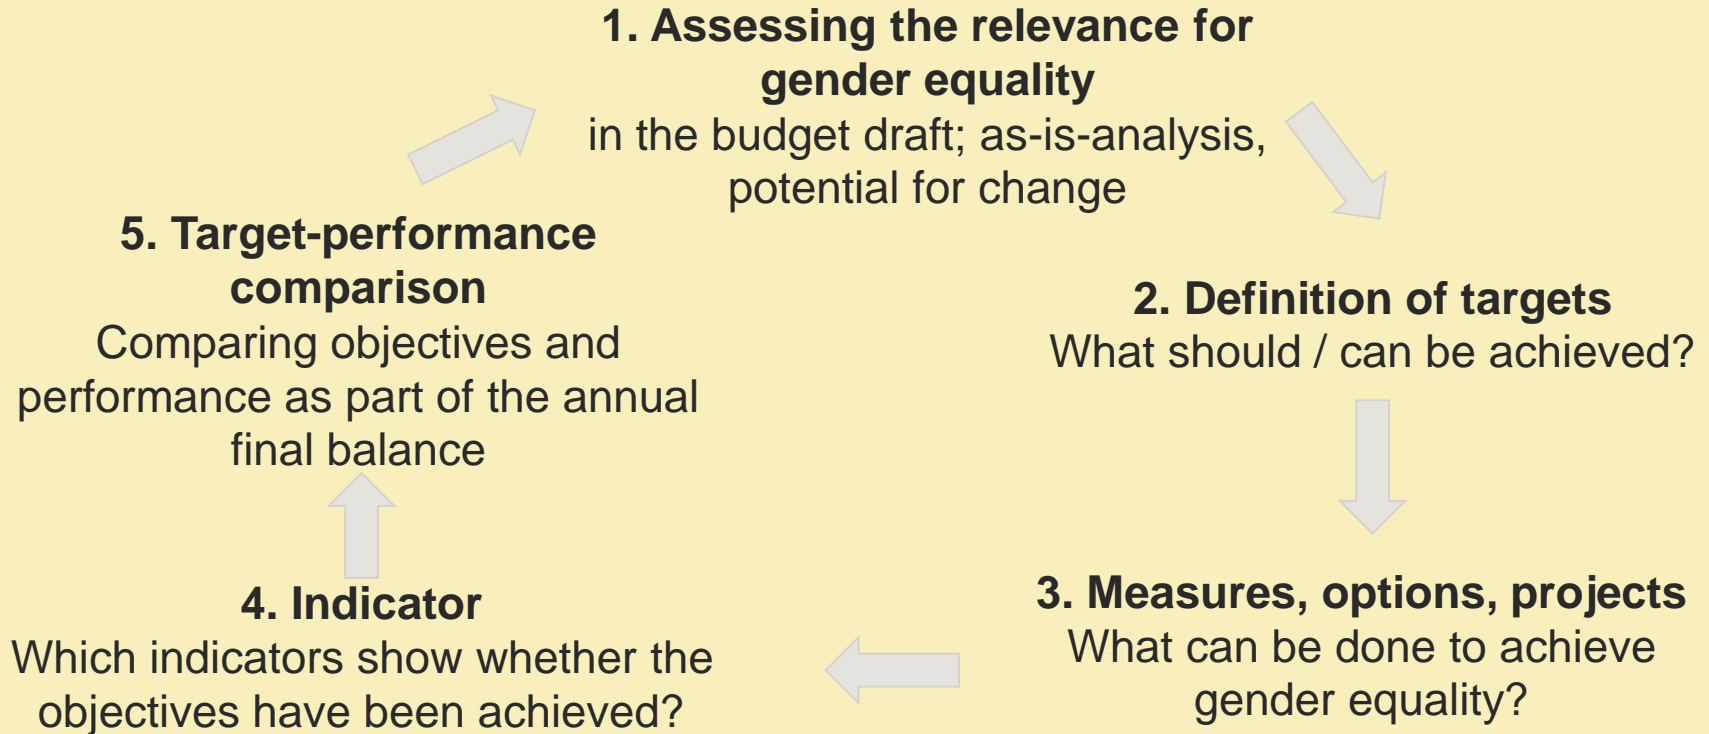 1. Assessing the relevance for
gender equality
in the budget draft; as-is-analysis,
potential for change
2. Definition of targets
What should / can be achieved?
3. Measures, options, projects
What can be done to achieve
gender equality?
4. Indicator
Which indicators show whether the
objectives have been achieved?
5. Target-performance
comparison
Comparing objectives and
performance as part of the annual
final balance